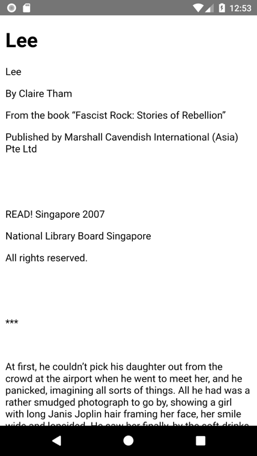 12:53
Lee
Lee
By Claire Tham
From the book “Fascist Rock: Stories of Rebellion”
Published by Marshall Cavendish International (Asia)
Pte Ltd
READ! Singapore 2007
National Library Board Singapore
All rights reserved.
***
At first, he couldn’t pick his daughter out from the
crowd at the airport when he went to meet her, and he
panicked, imagining all sorts of things. All he had was a
rather smudged photograph to go by, showing a girl
with long Janis Joplin hair framing her face, her smile
wide and lopsided. He saw her finally, by the soft drinks